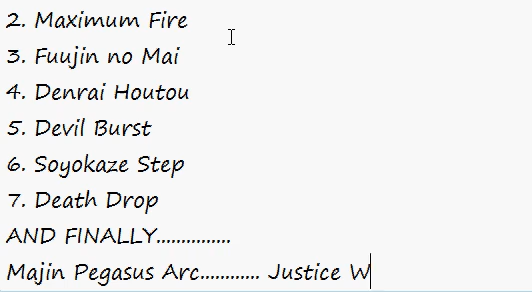 2. Maximum Fire
3. Fuujin no Mai
4. Denrai Houtou
5. Devil Burst
6. Soyokaze Step
7. Death Drop
AND FINALLY...............
Majin Pegasus Arc............ Justice W